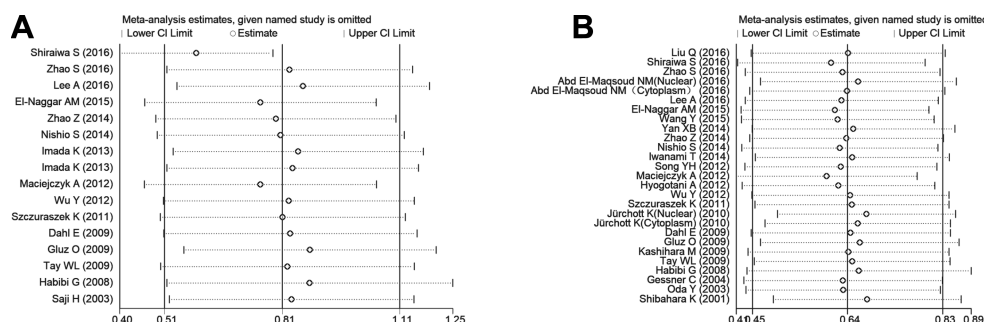 A
Meta-analysis estimates, given named study is omitted
Lower CI Limit Estimate Upper CI Limit
Shiraiwa S (2016)
Zhao S (2016)
Lee A (2016)
El-Naggar AM (2015)
Zhao Z (2014)
Nishio S (2014)
Imada K (2013)
Imada K (2013)
Maciejczyk A (2012)
Wu Y (2012)
Szczuraszek K (2011)
Dahl E (2009)
Gluz O (2009)
Tay WL (2009)
Habibi G (2008)
Saji H (2003)
0.40 0.51 0.81 1.11 1.25
B
Meta-analysis estimates, given named study is omitted
Lower CI Limit Estimate Upper CI Limit
Liu Q (2016)
Shiraiwa S (2016)
Zhao S (2016)
Abd El-Maqsoud NM(Nuclear) (2016)
Abd El-Maqsoud NM（Cytoplasm） (2016)
Lee A (2016)
El-Naggar AM (2015)
Wang Y (2015)
Yan XB (2014)
Zhao Z (2014)
Nishio S (2014)
Iwanami T (2014)
Song YH (2012)
Maciejczyk A (2012)
Hyogotani A (2012)
Wu Y (2012)
Szczuraszek K (2011)
Jürchott K(Nuclear) (2010)
Jürchott K(Cytoplasm) (2010)
Dahl E (2009)
Gluz O (2009)
Kashihara M (2009)
Tay WL (2009)
Habibi G (2008)
Gessner C (2004)
Oda Y (2003)
Shibahara K (2001)
0.41 0.45 0.64 0.83 0.89